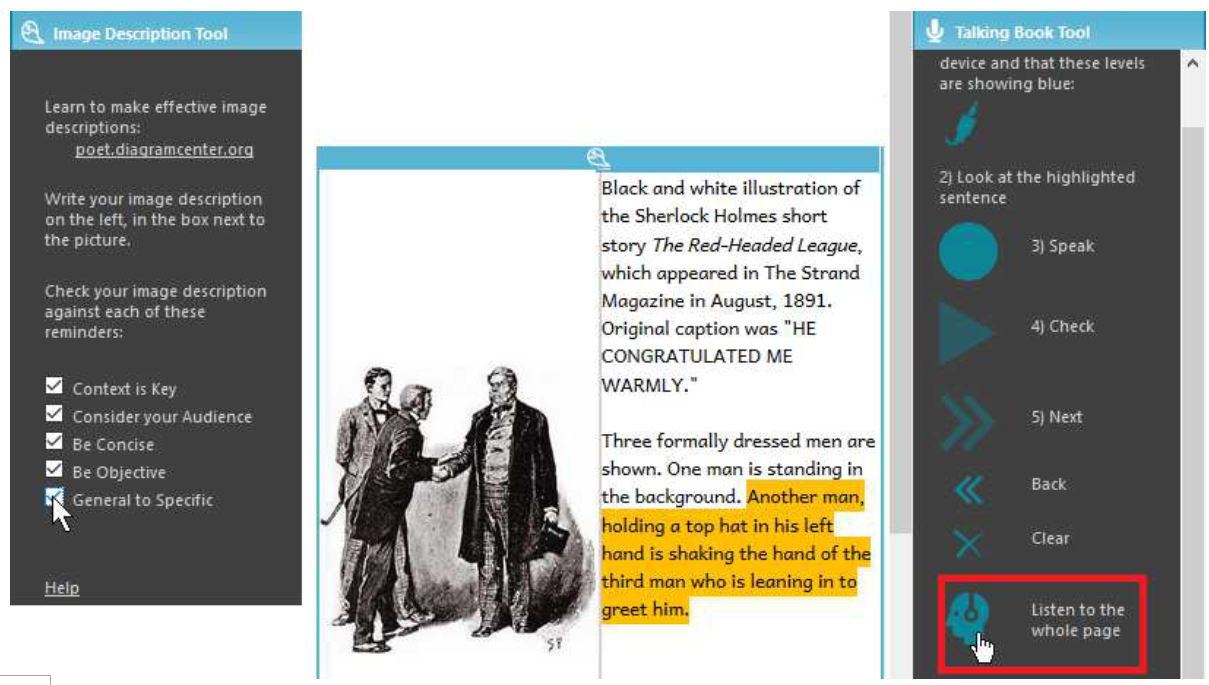 Image Description Tool
Learn to make effective image
descriptions:
poet.diagramcenter.org
Write your image description
on the left, in the box next to
the picture.
Check your image description
against each of these
reminders:
Context is Key
Consider your Audience
Be Concise
Be Objective
General to Specific
Help
Black and white illustration of
the Sherlock Holmes short
story The Red-Headed League,
which appeared in The Strand
Magazine in August, 1891.
Original caption was "HE
CONGRATULATED ME
WARMLY."
Three formally dressed men are
shown. One man is standing in
the background. Another man,
holding a top hat in his left
hand is shaking the hand of the
third man who is leaning in to
greet him.
SP
Talking Book Tool
device and that these levels
are showing blue:
2) Look at the highlighted
sentence
3) Speak
4) Check
5) Next
Back
Clear
Listen to the
whole page